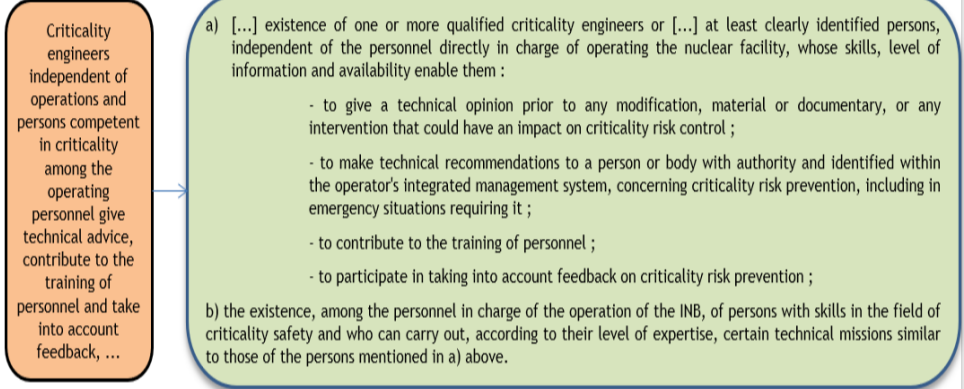 Criticality
engineers
independent of
operations and
persons competent
in criticality
among the
operating
personnel give
technical advice,
contribute to the
training of
personnel and take
into account
feedback, ...
a) [...] existence of one or more qualified criticality engineers or [...] at least clearly identified persons,
independent of the personnel directly in charge of operating the nuclear facility, whose skills, level of
information and availability enable them :
- to give a technical opinion prior to any modification, material or documentary, or any
intervention that could have an impact on criticality risk control ;
- to make technical recommendations to a person or body with authority and identified within
the operator's integrated management system, concerning criticality risk prevention, including in
emergency situations requiring it ;
- to contribute to the training of personnel ;
- to participate in taking into account feedback on criticality risk prevention ;
b) the existence, among the personnel in charge of the operation of the INB, of persons with skills in the field of
criticality safety and who can carry out, according to their level of expertise, certain technical missions similar
to those of the persons mentioned in a) above.